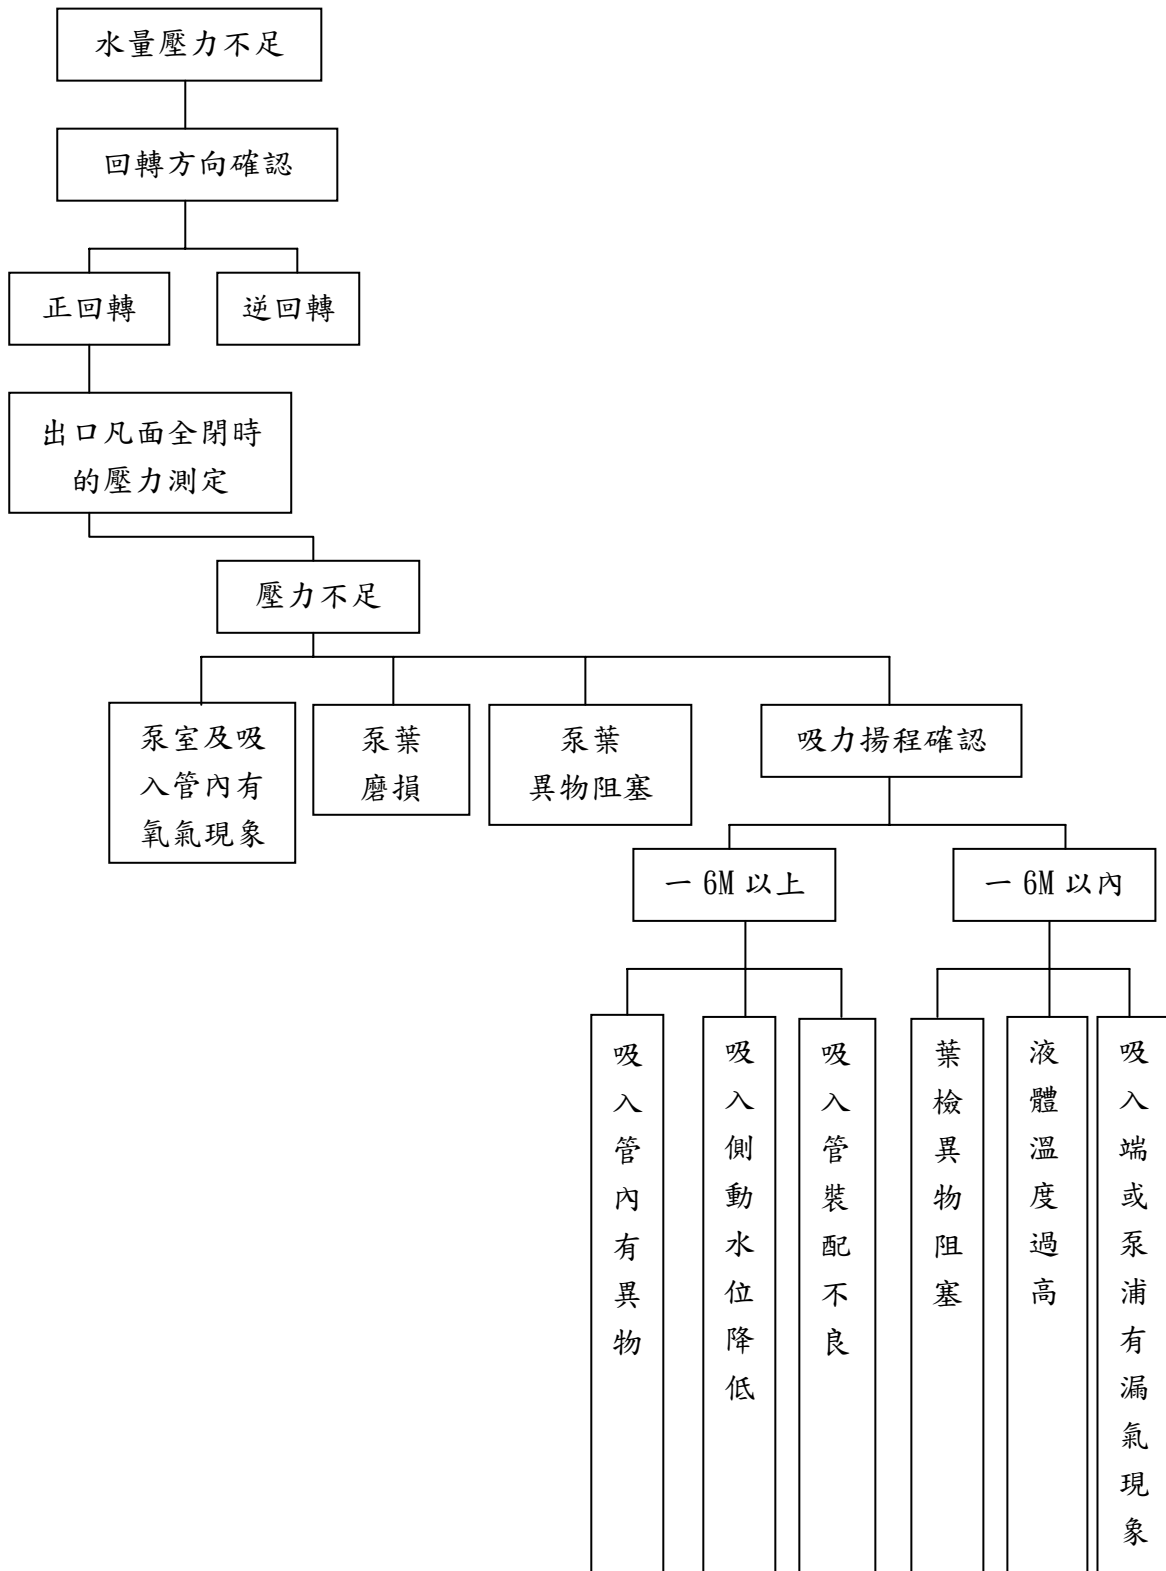 水量壓力不足
回轉方向確認
正回轉
逆回轉
出口凡面全閉時
的壓力測定
壓力不足
泵室及吸
入管內有
氧氣現象
泵葉
磨損
泵葉
異物阻塞
吸力揚程確認
一 6M 以上
一 6M 以內
吸入管內有異物
吸入側動水位降低
吸入管裝配不良
葉檢異物阻塞
液體溫度過高
吸入端或泵浦有漏氣現象